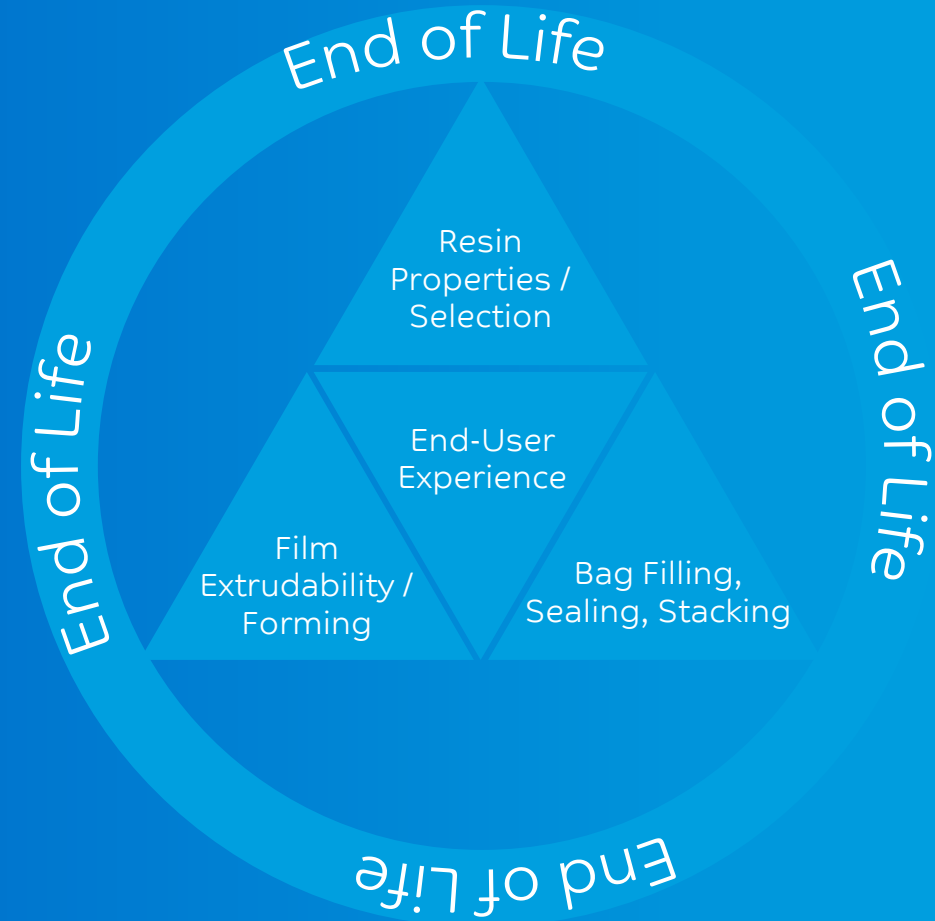 End of Life
Resin
Properties /
Selection
End of Life
End of Life
End-User
Experience
Film
Extrudability /
Forming
Bag Filling,
Sealing, Stacking
End of Life